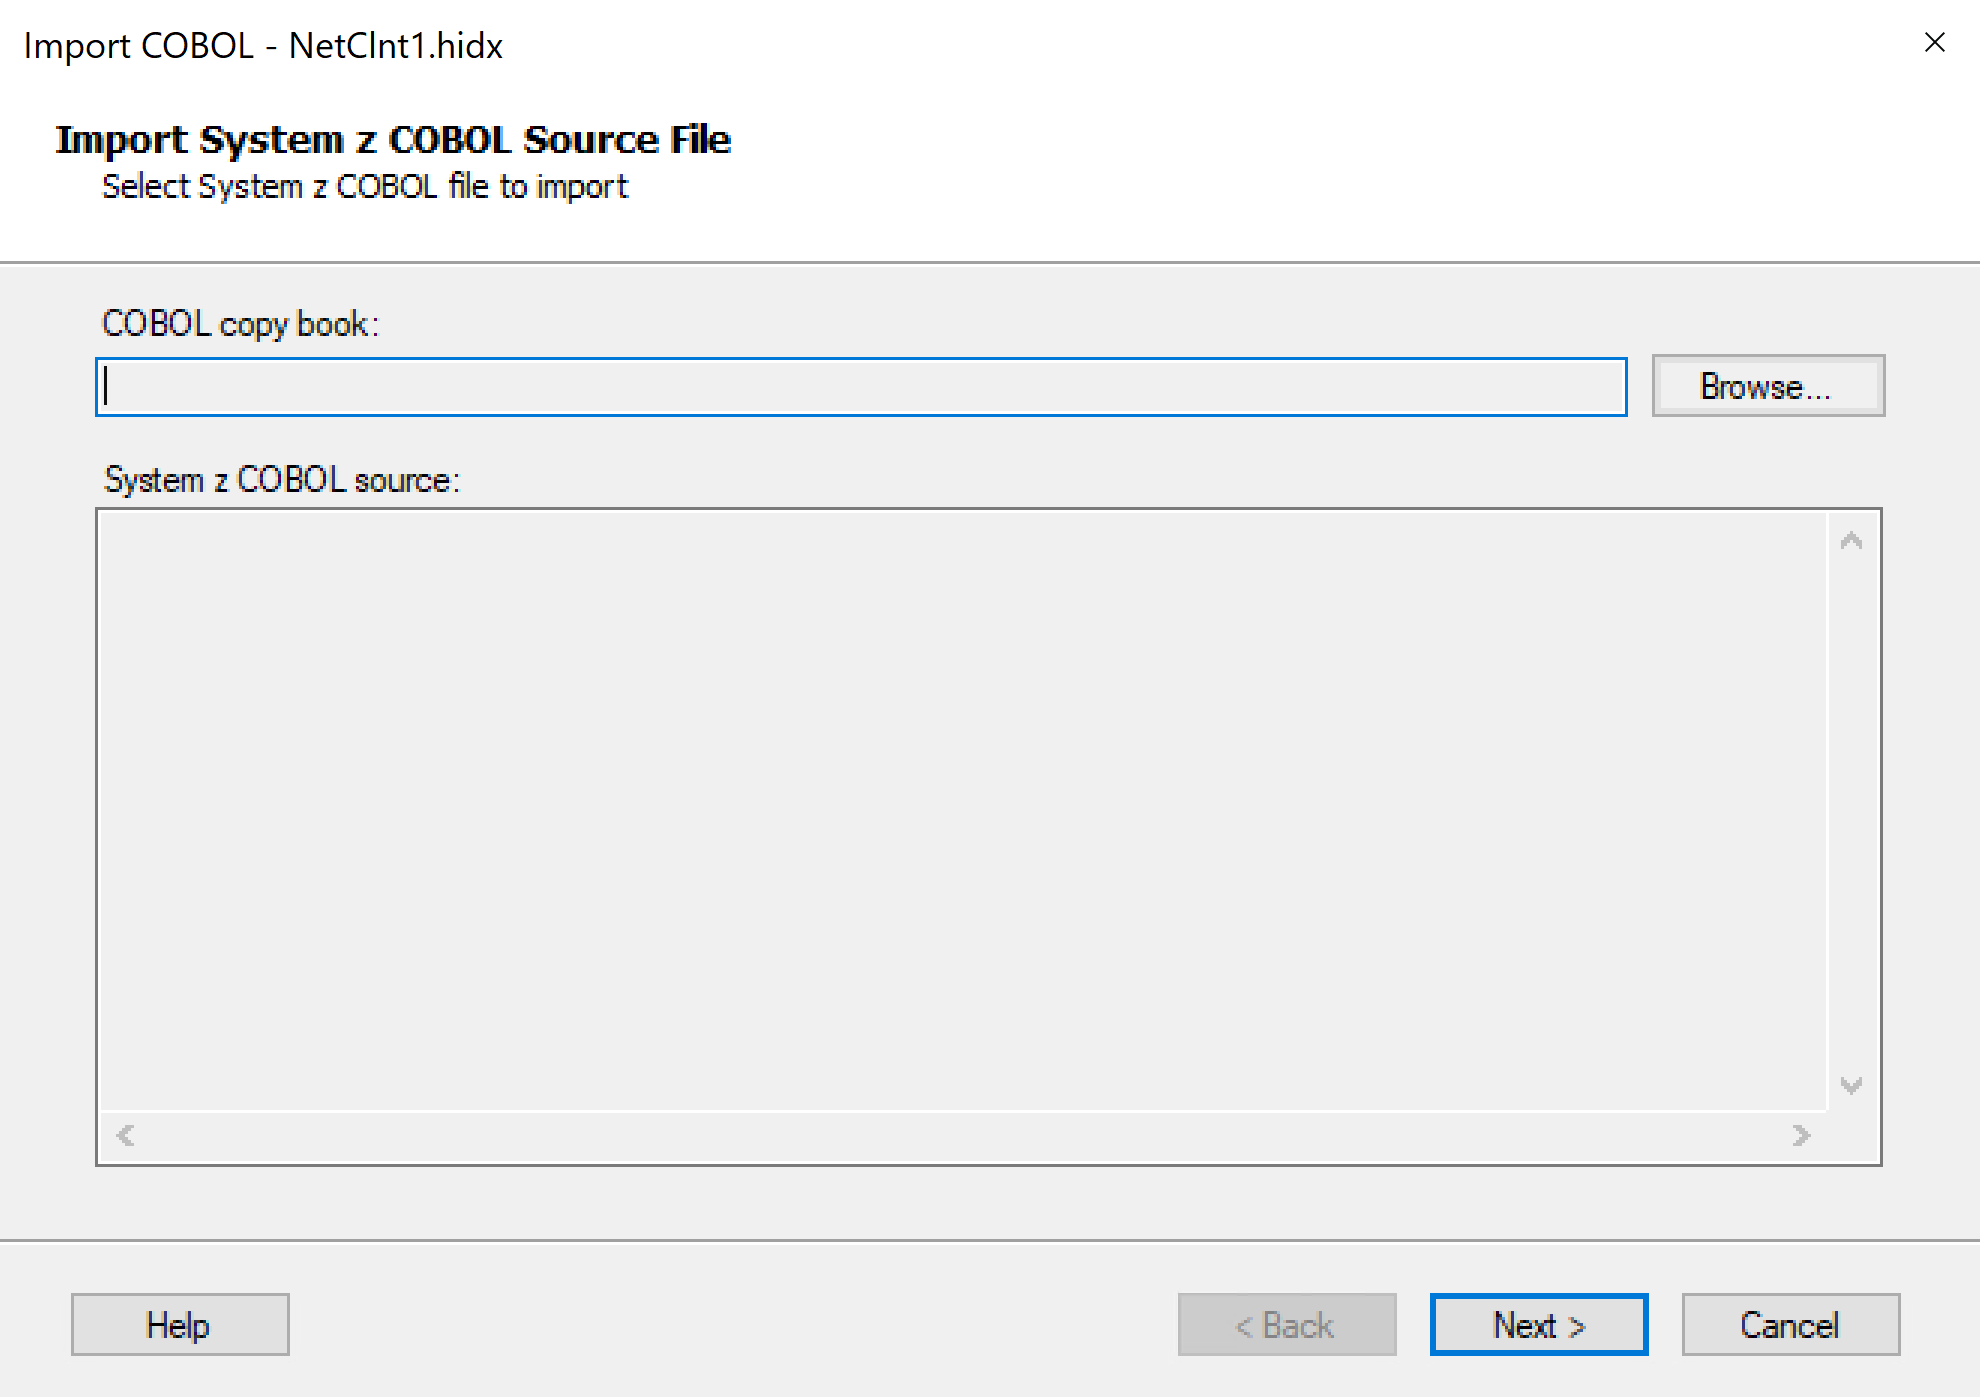 Import COBOL - NetClnt1.hidx
Import System z COBOL Source File
Select System z COBOL file to import
COBOL copy book:
Browse...
System z COBOL source:
Help
< Back
Next >
Cancel